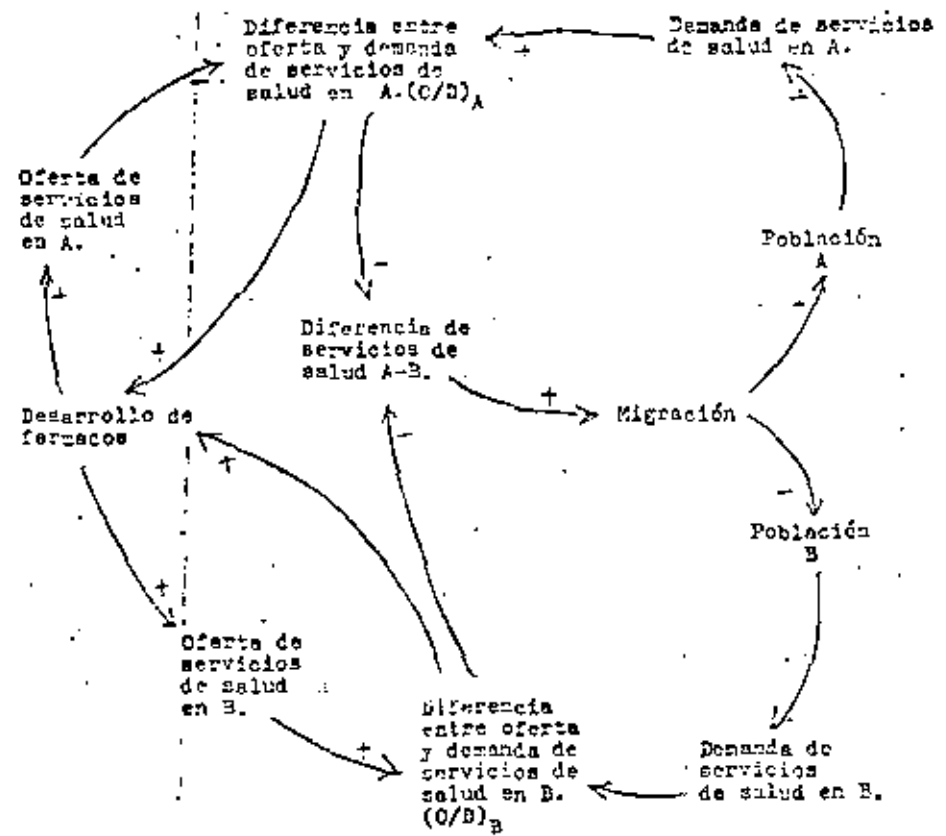 Diferencia entre
oferta y demanda
de servicios de
salud en A.(O/D)A
Demanda de servicios
de salud en A.
+
-
+
Oferta de
servicios
de salud
en A.
Población
A
+
-
+
Diferencia de
servicios de
salud A-B.
+
+
Migración
Desarrollo de
farmacos
-
+
-
Población
B
+
Oferta de
servicios
de salud
en B.
+
Diferencia
entre oferta
y demanda de
servicios de
salud en B.
(O/D)B
Demanda de
servicios
de salud en B.